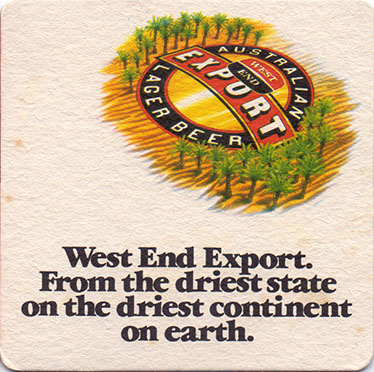 AUSTRALIAN
WEST
END
EXPORT
LAGER BEER
West End Export.
From the driest state
on the driest continent
on earth.